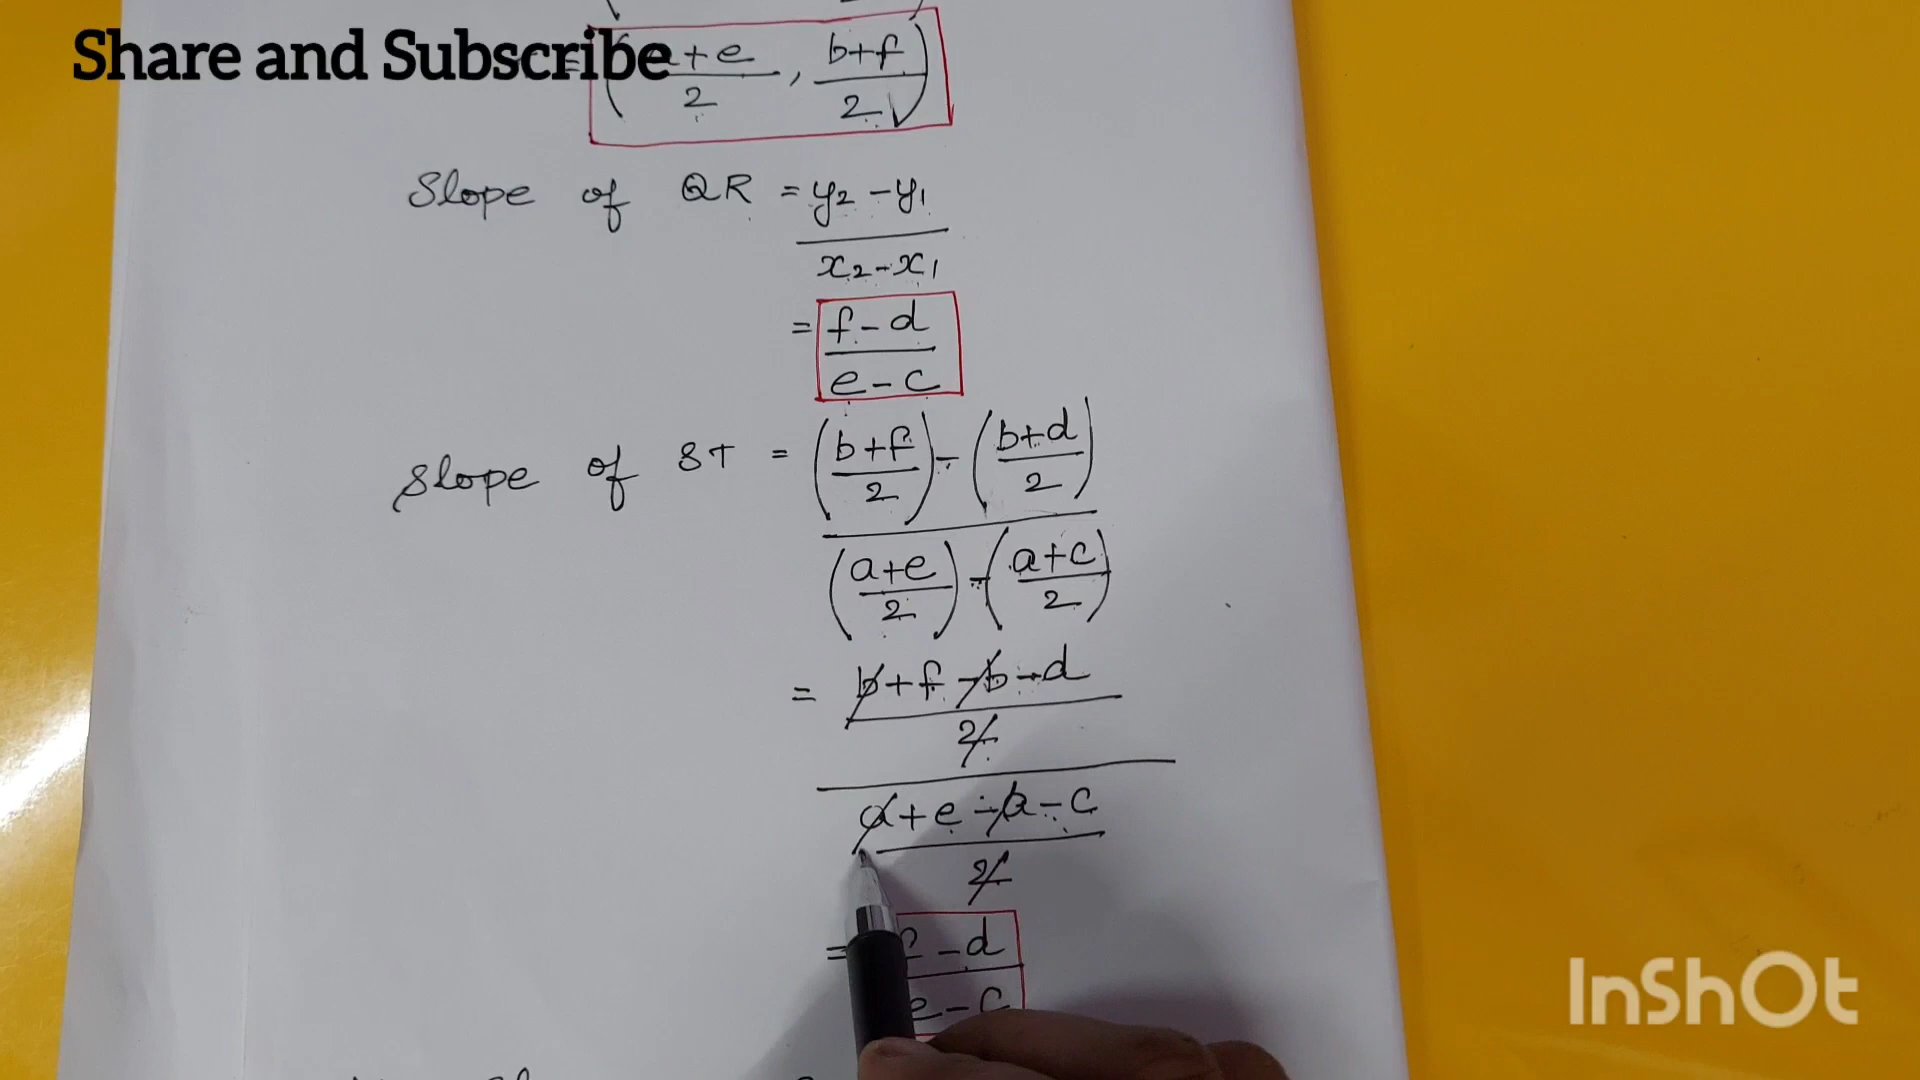 Share and Subscribe
= (a+e/2, b+f/2)
Slope of QR = y2 - y1
x2 - x1
= f - d
e - c
Slope of ST = (b+f/2) - (b+d/2)
(a+e/2) - (a+c/2)
= b+f-b-d
2
a+e-a-c
2
= f - d
e - c
InShOt